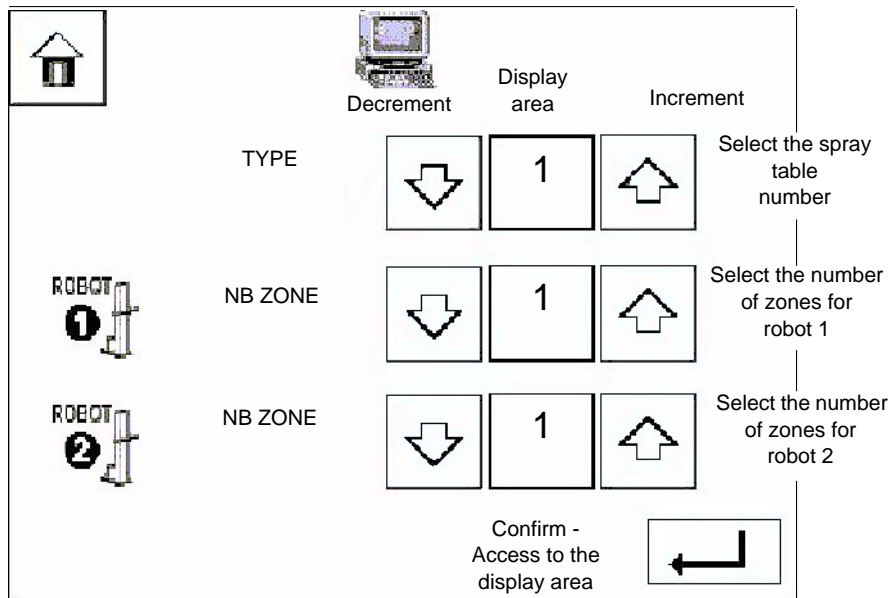 Decrement
Display
area
Increment
TYPE
1
Select the spray
table
number
ROBOT
1
NB ZONE
1
Select the number
of zones for
robot 1
ROBOT
2
NB ZONE
1
Select the number
of zones for
robot 2
Confirm -
Access to the
display area